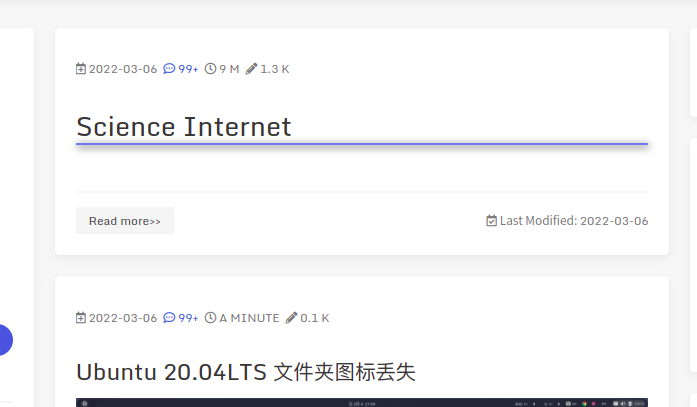 2022-03-06 99+ 9 M 1.3 K
Science Internet
Read more>> Last Modified: 2022-03-06
2022-03-06 99+ A MINUTE 0.1 K
Ubuntu 20.04LTS 文件夹图标丢失